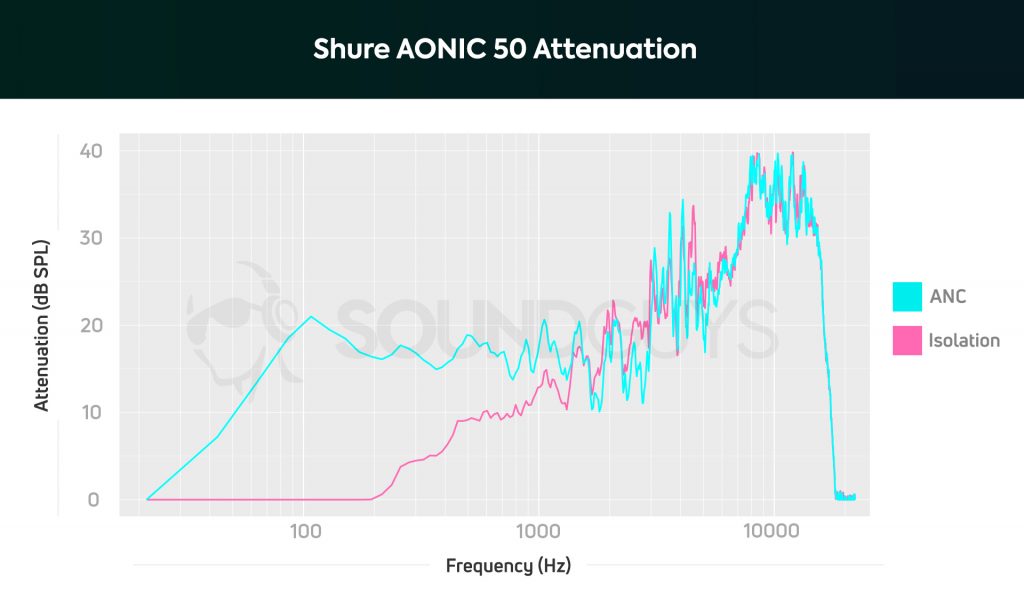 Shure AONIC 50 Attenuation
SOUNDGUYS
Attenuation (dB SPL)
40
30
20
10
0
100
1000
10000
Frequency (Hz)
ANC
Isolation